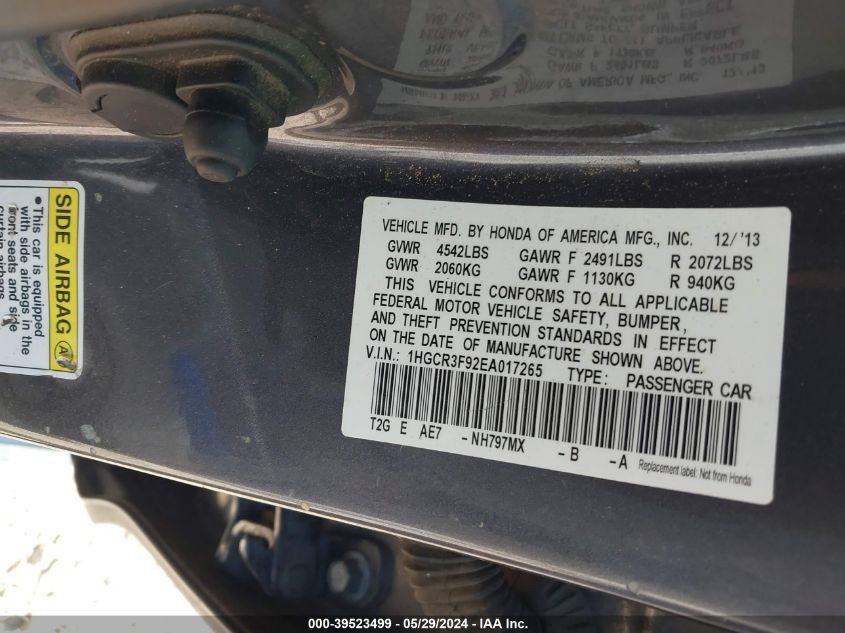 SIDE AIRBAG A
•This car is equipped
with side airbags in the
front seats and side
curtain airbags
VEHICLE MFD. BY HONDA OF AMERICA MFG., INC. 12/ '13
GVWR 4542LBS GAWR F 2491LBS R 2072LBS
GVWR 2060KG GAWR F 1130KG R 940KG
THIS VEHICLE CONFORMS TO ALL APPLICABLE
FEDERAL MOTOR VEHICLE SAFETY, BUMPER,
AND THEFT PREVENTION STANDARDS IN EFFECT
ON THE DATE OF MANUFACTURE SHOWN ABOVE.
V.I.N.: 1HGCR3F92EA017265 TYPE: PASSENGER CAR
T2G E AE7 -NH797MX -B -A Replacement label: Not from Honda
000-39523499 - 05/29/2024 - IAA Inc.